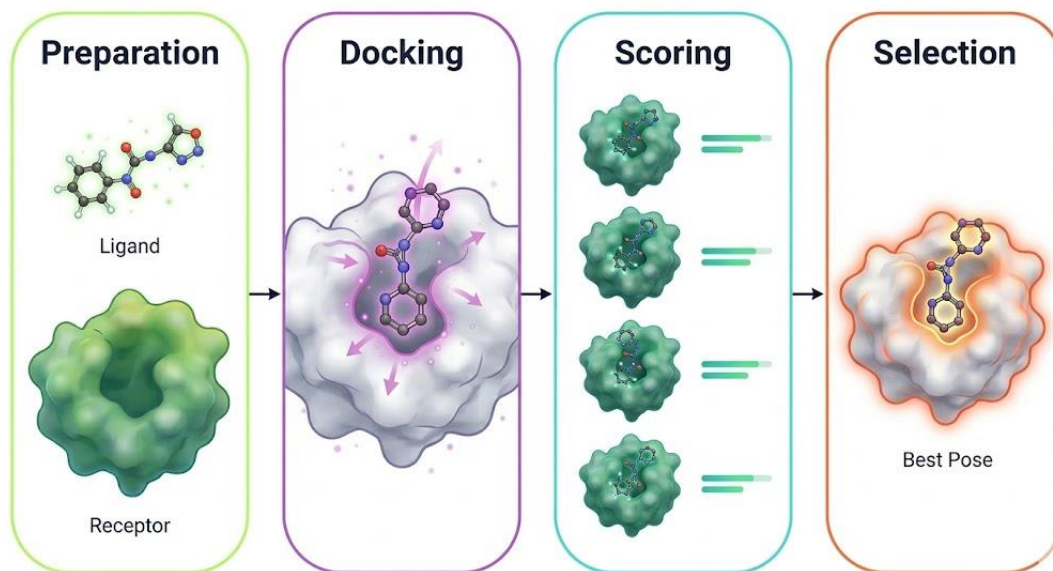 Preparation
Ligand
Receptor
Docking
Scoring
Selection
Best Pose